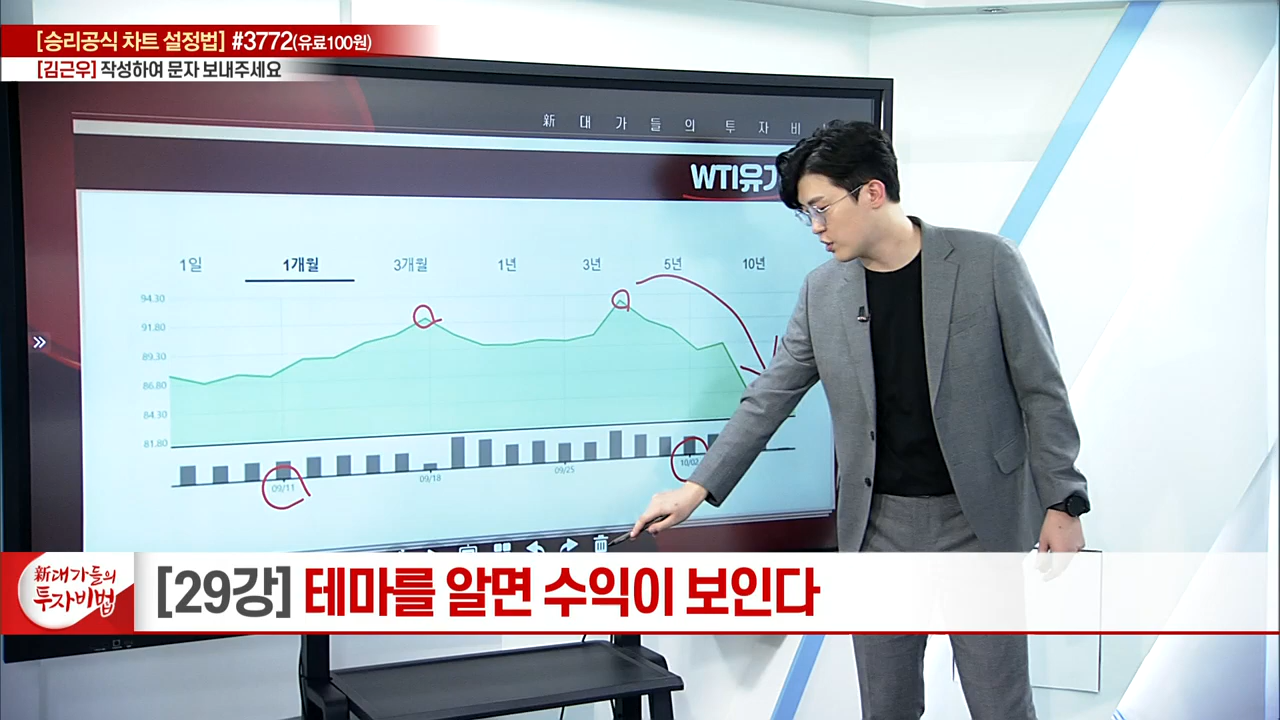 [승리공식 차트 설정법] #3772(유료100원)
[김근우] 작성하여 문자 보내주세요
新 대 가 들 의 투 자 비
WTI유가
1일 1개월 3개월 1년 3년 5년 10년
94.30
91.80
89.30
86.80
84.30
81.80
09/11 09/18 09/25 10/02
新대가들의
투자비법
[29강] 테마를 알면 수익이 보인다